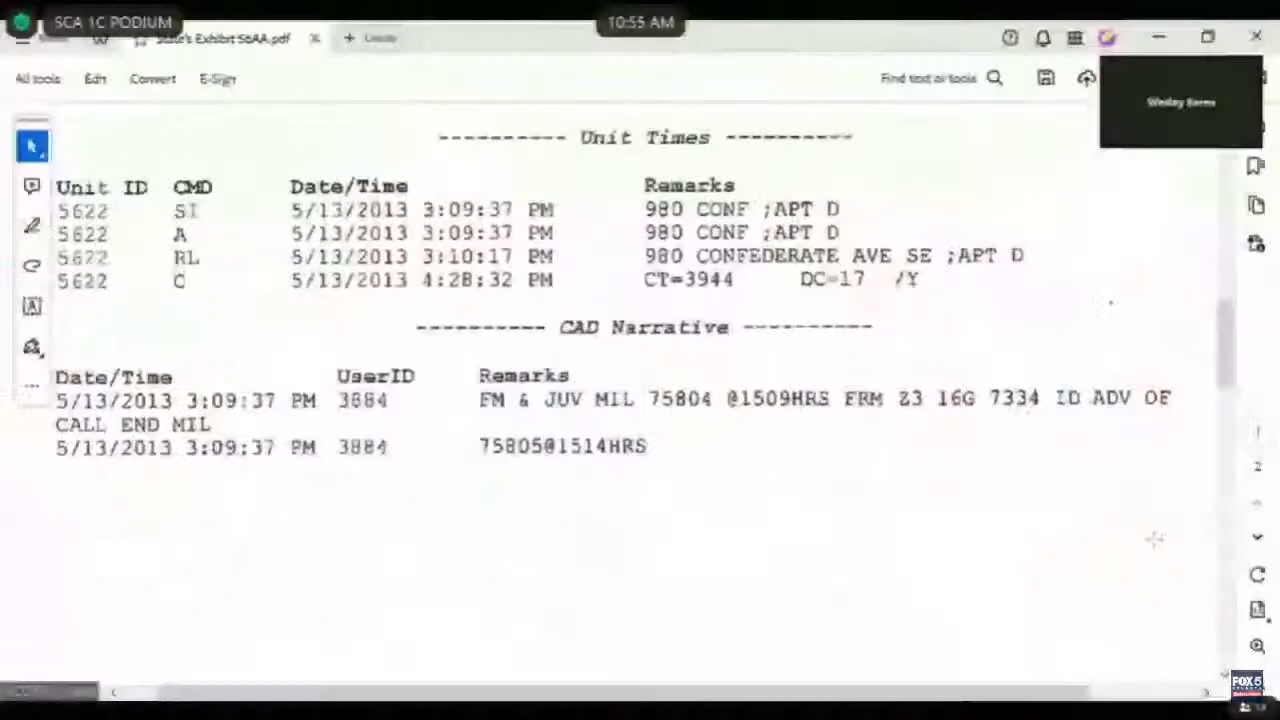 SCA 1C PODIUM
10:55 AM
State's Exhibit
+ Create
All tools Edit Convert E-Sign
Find text or tools
---------- Unit Times ----------
Unit ID CMD Date/Time Remarks
5622 SI 5/13/2013 3:09:37 PM 980 CONF ;APT D
5622 A 5/13/2013 3:09:37 PM 980 CONF ;APT D
5622 RL 5/13/2013 3:10:17 PM 980 CONFEDERATE AVE SE ;APT D
5622 C 5/13/2013 4:28:32 PM CT=3944 DC=17 /Y
---------- CAD Narrative ----------
Date/Time UserID Remarks
5/13/2013 3:09:37 PM 3884 FM & JUV MIL 75804 @1509HRS FRM Z3 16G 7334 ID ADV OF
CALL END MIL
5/13/2013 3:09:37 PM 3884 75805@1514HRS
2
FOX 5